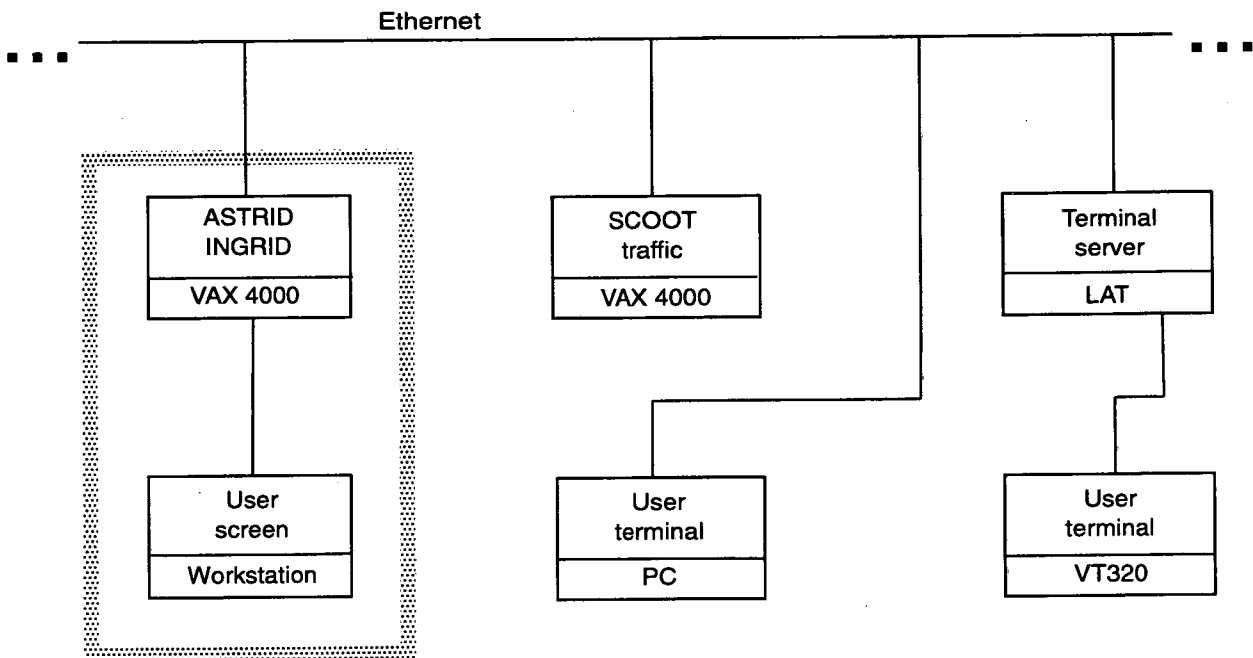 Ethernet
ASTRID
INGRID
VAX 4000
SCOOT
traffic
VAX 4000
Terminal
server
LAT
User
screen
Workstation
User
terminal
PC
User
terminal
VT320